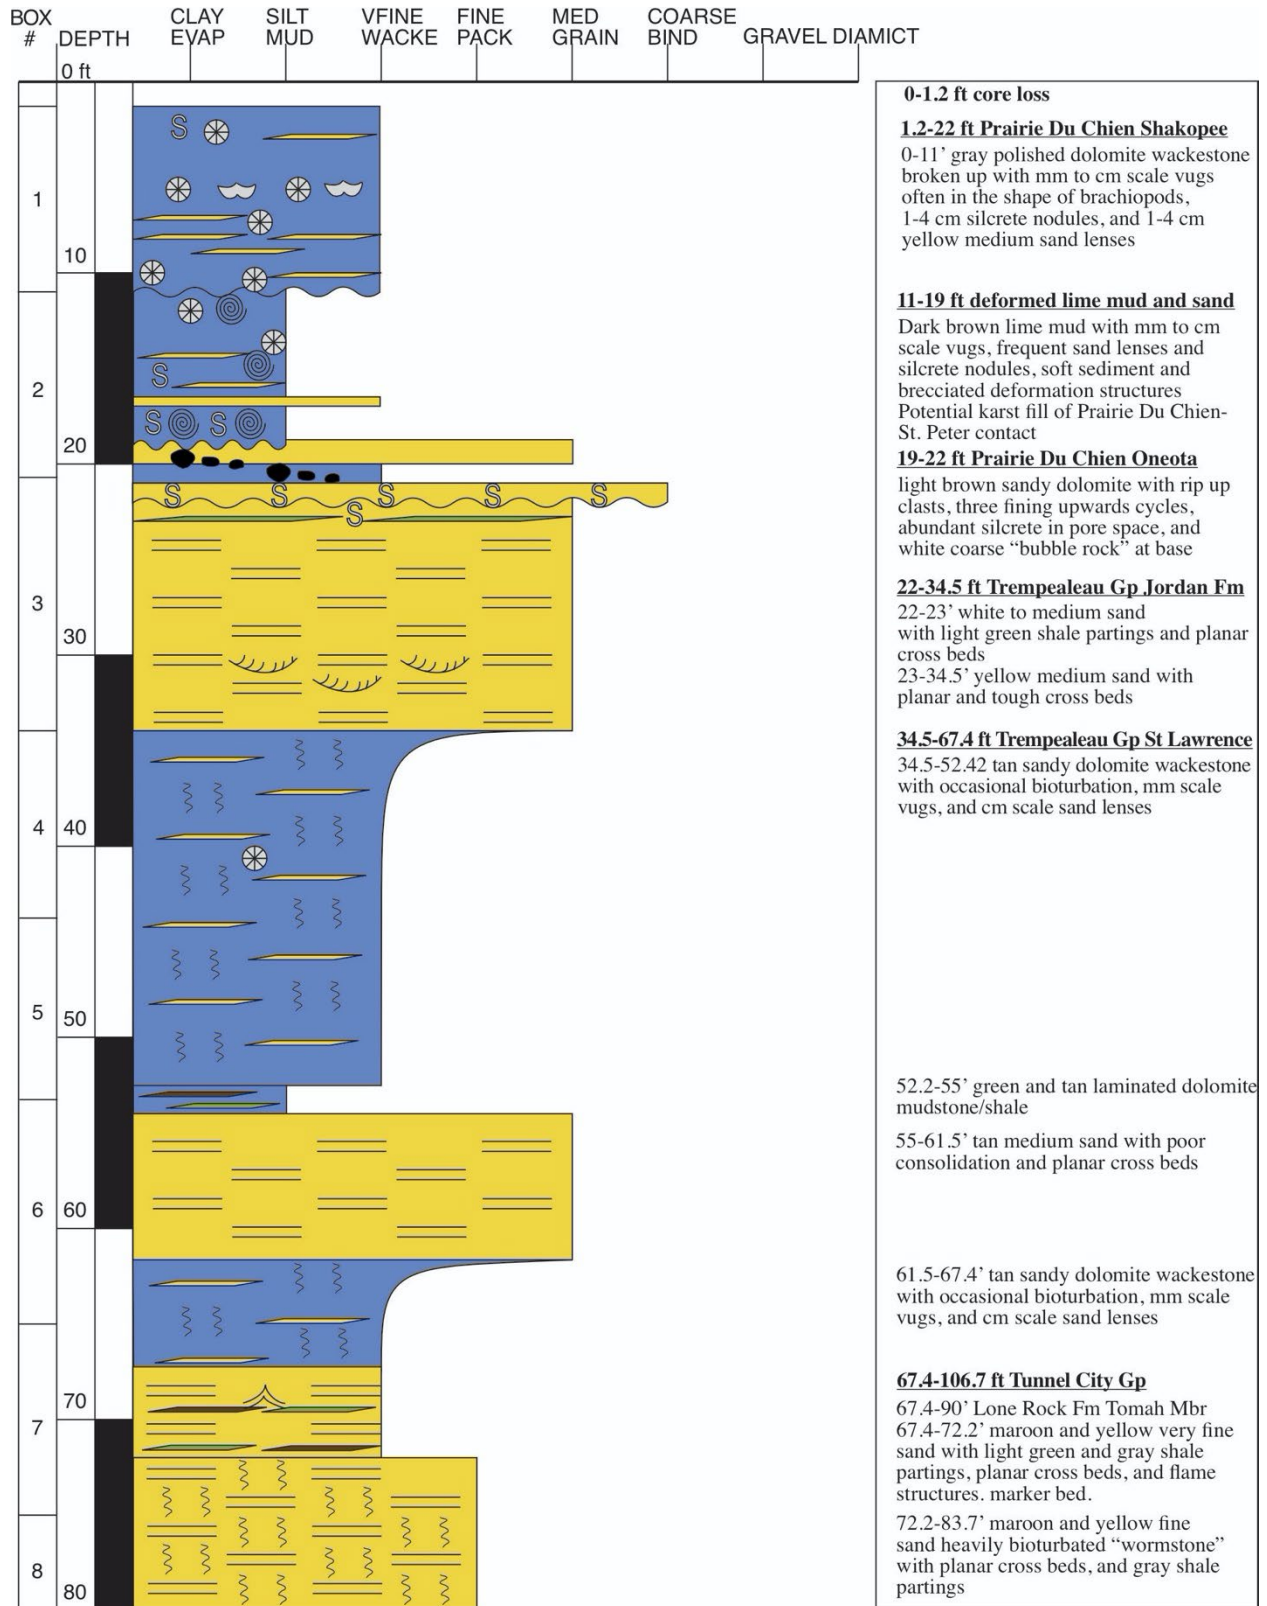 BOX # DEPTH CLAY EVAP SILT MUD VFINE WACKE FINE PACK MED GRAIN COARSE BIND GRAVEL DIAMICT
0 ft
1
10
2
20
3
30
4
40
5
50
6
60
7
70
8
80
S
S
S S
S S S S S
S
0-1.2 ft core loss
1.2-22 ft Prairie Du Chien Shakopee
0-11’ gray polished dolomite wackestone
broken up with mm to cm scale vugs
often in the shape of brachiopods,
1-4 cm silcrete nodules, and 1-4 cm
yellow medium sand lenses
11-19 ft deformed lime mud and sand
Dark brown lime mud with mm to cm
scale vugs, frequent sand lenses and
silcrete nodules, soft sediment and
brecciated deformation structures
Potential karst fill of Prairie Du Chien-
St. Peter contact
19-22 ft Prairie Du Chien Oneota
light brown sandy dolomite with rip up
clasts, three fining upwards cycles,
abundant silcrete in pore space, and
white coarse “bubble rock” at base
22-34.5 ft Trempealeau Gp Jordan Fm
22-23’ white to medium sand
with light green shale partings and planar
cross beds
23-34.5’ yellow medium sand with
planar and tough cross beds
34.5-67.4 ft Trempealeau Gp St Lawrence
34.5-52.42 tan sandy dolomite wackestone
with occasional bioturbation, mm scale
vugs, and cm scale sand lenses
52.2-55’ green and tan laminated dolomite
mudstone/shale
55-61.5’ tan medium sand with poor
consolidation and planar cross beds
61.5-67.4’ tan sandy dolomite wackestone
with occasional bioturbation, mm scale
vugs, and cm scale sand lenses
67.4-106.7 ft Tunnel City Gp
67.4-90’ Lone Rock Fm Tomah Mbr
67.4-72.2’ maroon and yellow very fine
sand with light green and gray shale
partings, planar cross beds, and flame
structures. marker bed.
72.2-83.7’ maroon and yellow fine
sand heavily bioturbated “wormstone”
with planar cross beds, and gray shale
partings